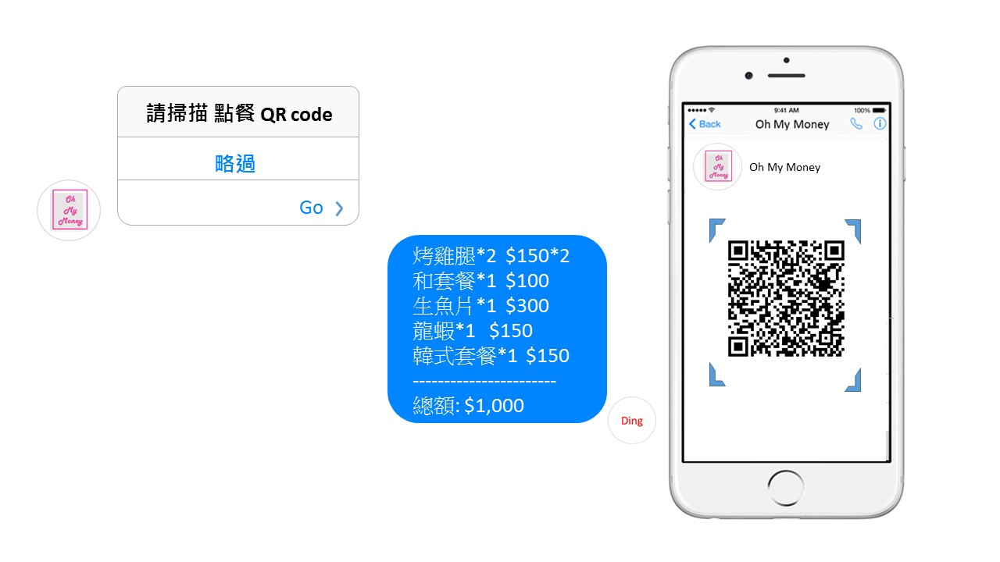 請掃描 點餐 QR code
略過
Go
Oh
My
Money
烤雞腿*2 $150*2
和套餐*1 $100
生魚片*1 $300
龍蝦*1 $150
韓式套餐*1 $150
-----------------------
總額: $1,000
Ding
9:41 AM
100%
Back
Oh My Money
Oh
My
Money
Oh My Money